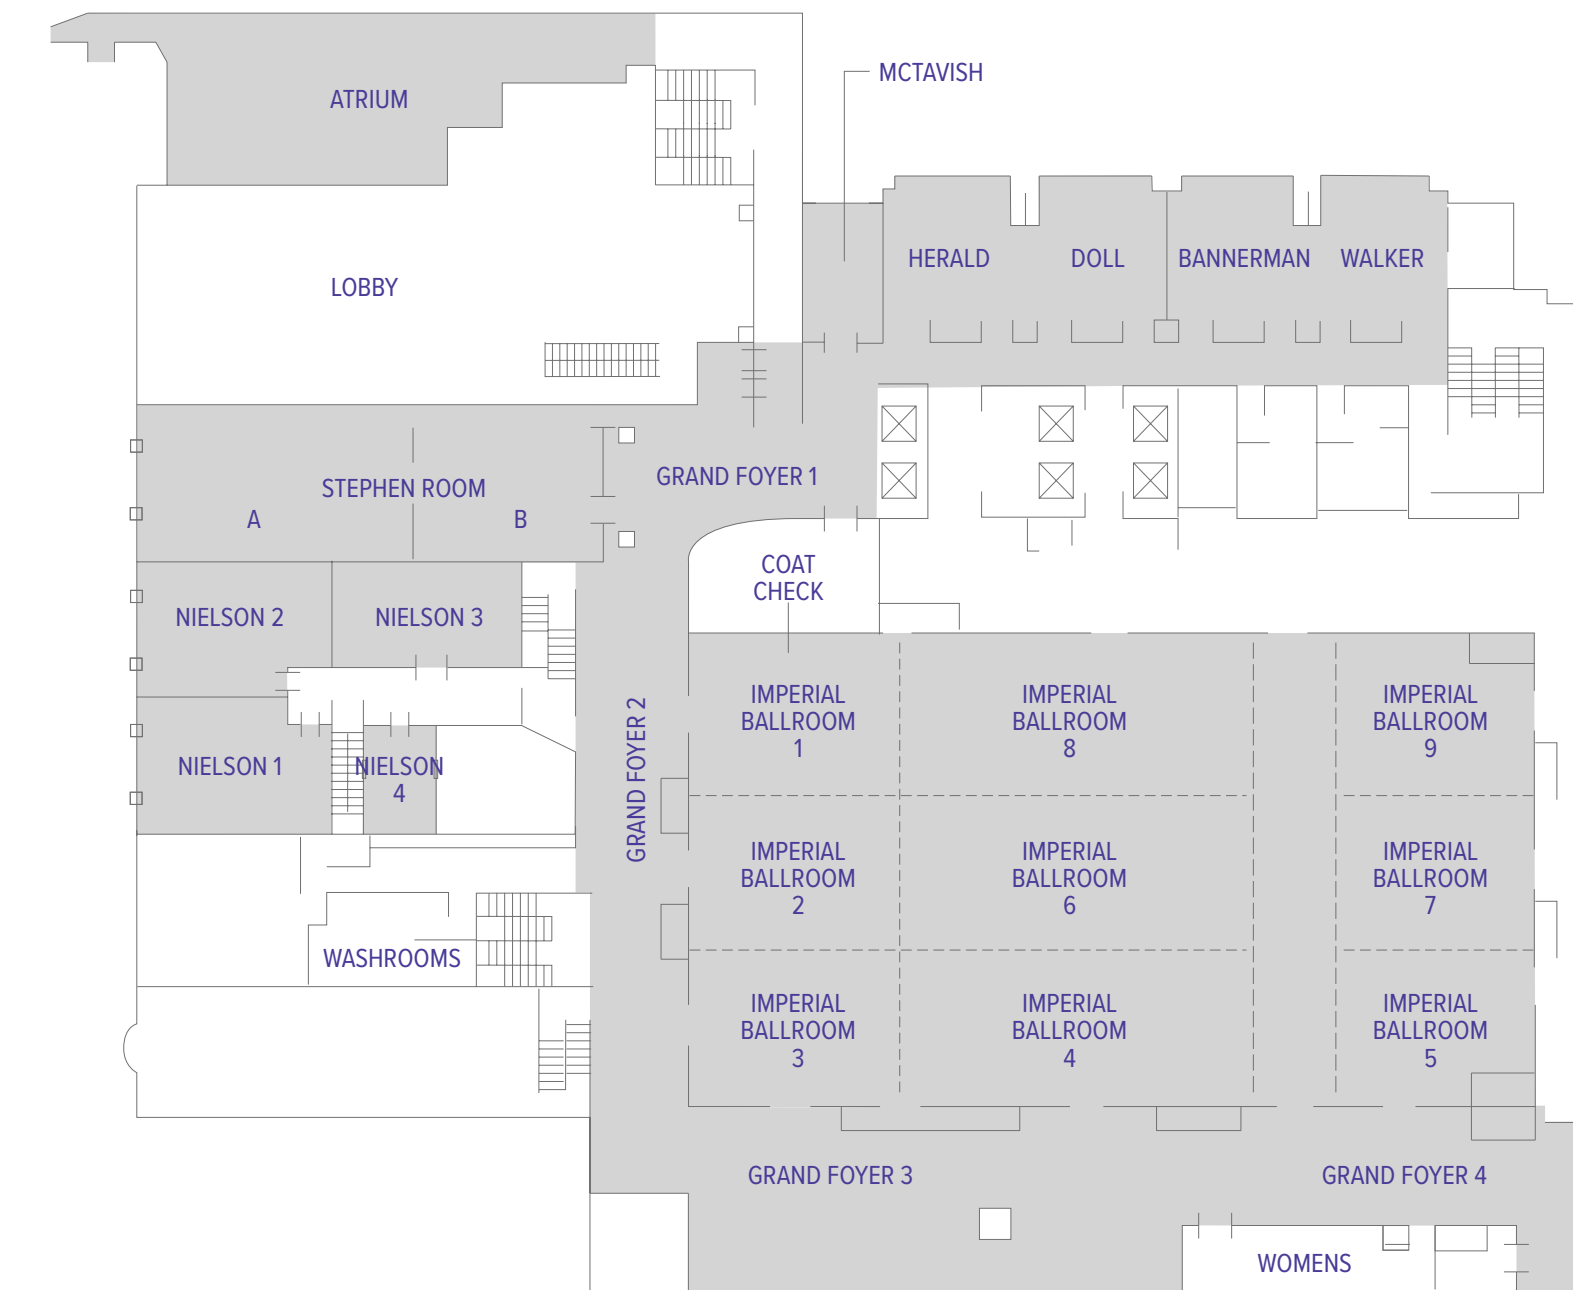 MCTAVISH
ATRIUM
HERALD
DOLL
BANNERMAN
WALKER
LOBBY
GRAND FOYER 1
STEPHEN ROOM
A
B
COAT
CHECK
NIELSON 2
NIELSON 3
NIELSON 1
NIELSON
4
GRAND FOYER 2
IMPERIAL
BALLROOM
1
IMPERIAL
BALLROOM
8
IMPERIAL
BALLROOM
9
IMPERIAL
BALLROOM
2
IMPERIAL
BALLROOM
6
IMPERIAL
BALLROOM
7
WASHROOMS
IMPERIAL
BALLROOM
3
IMPERIAL
BALLROOM
4
IMPERIAL
BALLROOM
5
GRAND FOYER 3
GRAND FOYER 4
WOMENS